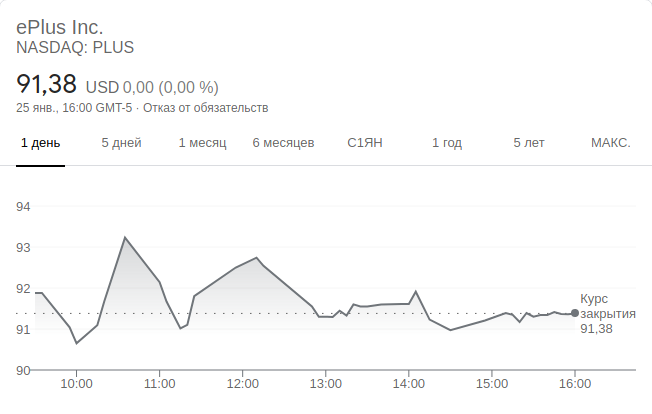 ePlus Inc.
NASDAQ: PLUS
91,38 USD 0,00 (0,00 %)
25 янв., 16:00 GMT-5 · Отказ от обязательств
1 день 5 дней 1 месяц 6 месяцев С1ЯН 1 год 5 лет МАКС.
94
93
92
91
90
Курс
закрытия
91,38
10:00 11:00 12:00 13:00 14:00 15:00 16:00